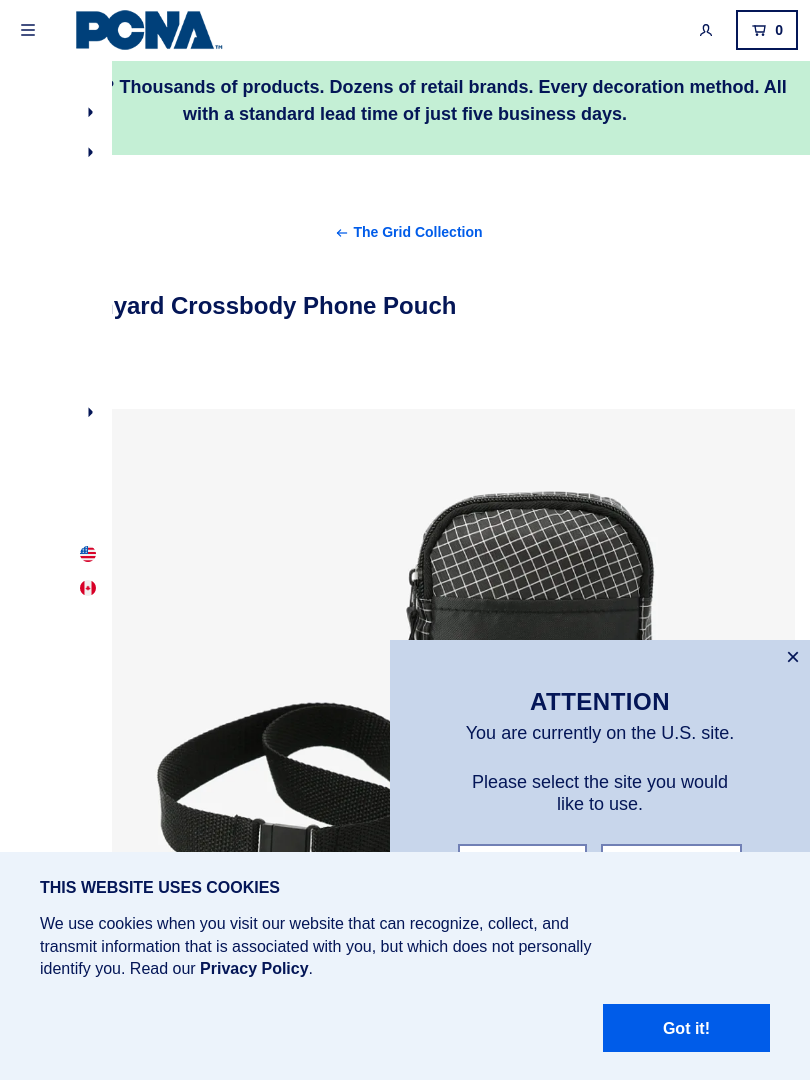 PCNA™
0
? Thousands of products. Dozens of retail brands. Every decoration method. All
with a standard lead time of just five business days.
← The Grid Collection
yard Crossbody Phone Pouch
×
ATTENTION
You are currently on the U.S. site.
Please select the site you would
like to use.
THIS WEBSITE USES COOKIES
We use cookies when you visit our website that can recognize, collect, and
transmit information that is associated with you, but which does not personally
identify you. Read our Privacy Policy.
Got it!